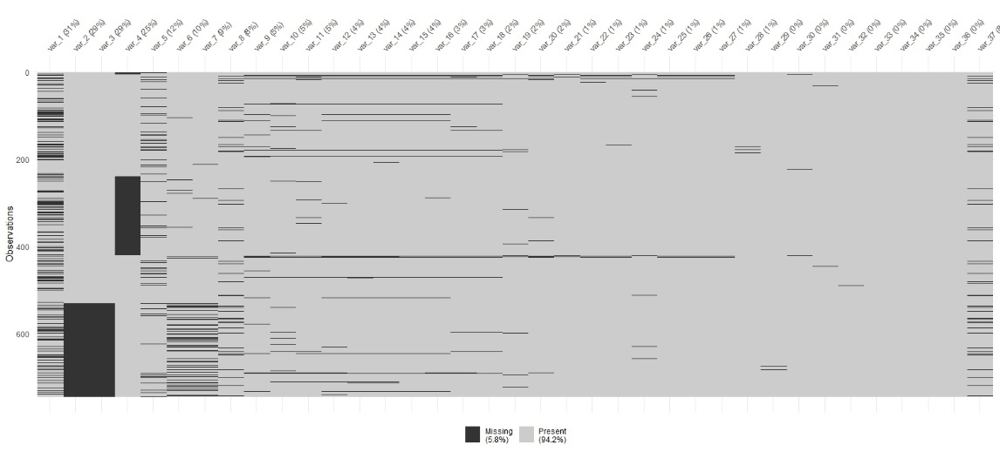 var_1 (31%)
var_2 (29%)
var_3 (29%)
var_4 (25%)
var_5 (12%)
var_6 (10%)
var_7 (9%)
var_8 (8%)
var_9 (5%)
var_10 (5%)
var_11 (5%)
var_12 (4%)
var_13 (4%)
var_14 (4%)
var_15 (4%)
var_16 (3%)
var_17 (3%)
var_18 (2%)
var_19 (2%)
var_20 (2%)
var_21 (1%)
var_22 (1%)
var_23 (1%)
var_24 (1%)
var_25 (1%)
var_26 (1%)
var_27 (1%)
var_28 (1%)
var_29 (0%)
var_30 (0%)
var_31 (0%)
var_32 (0%)
var_33 (0%)
var_34 (0%)
var_35 (0%)
var_36 (0%)
var_37
0
200
400
600
Observations
Missing
(5.8%)
Present
(94.2%)